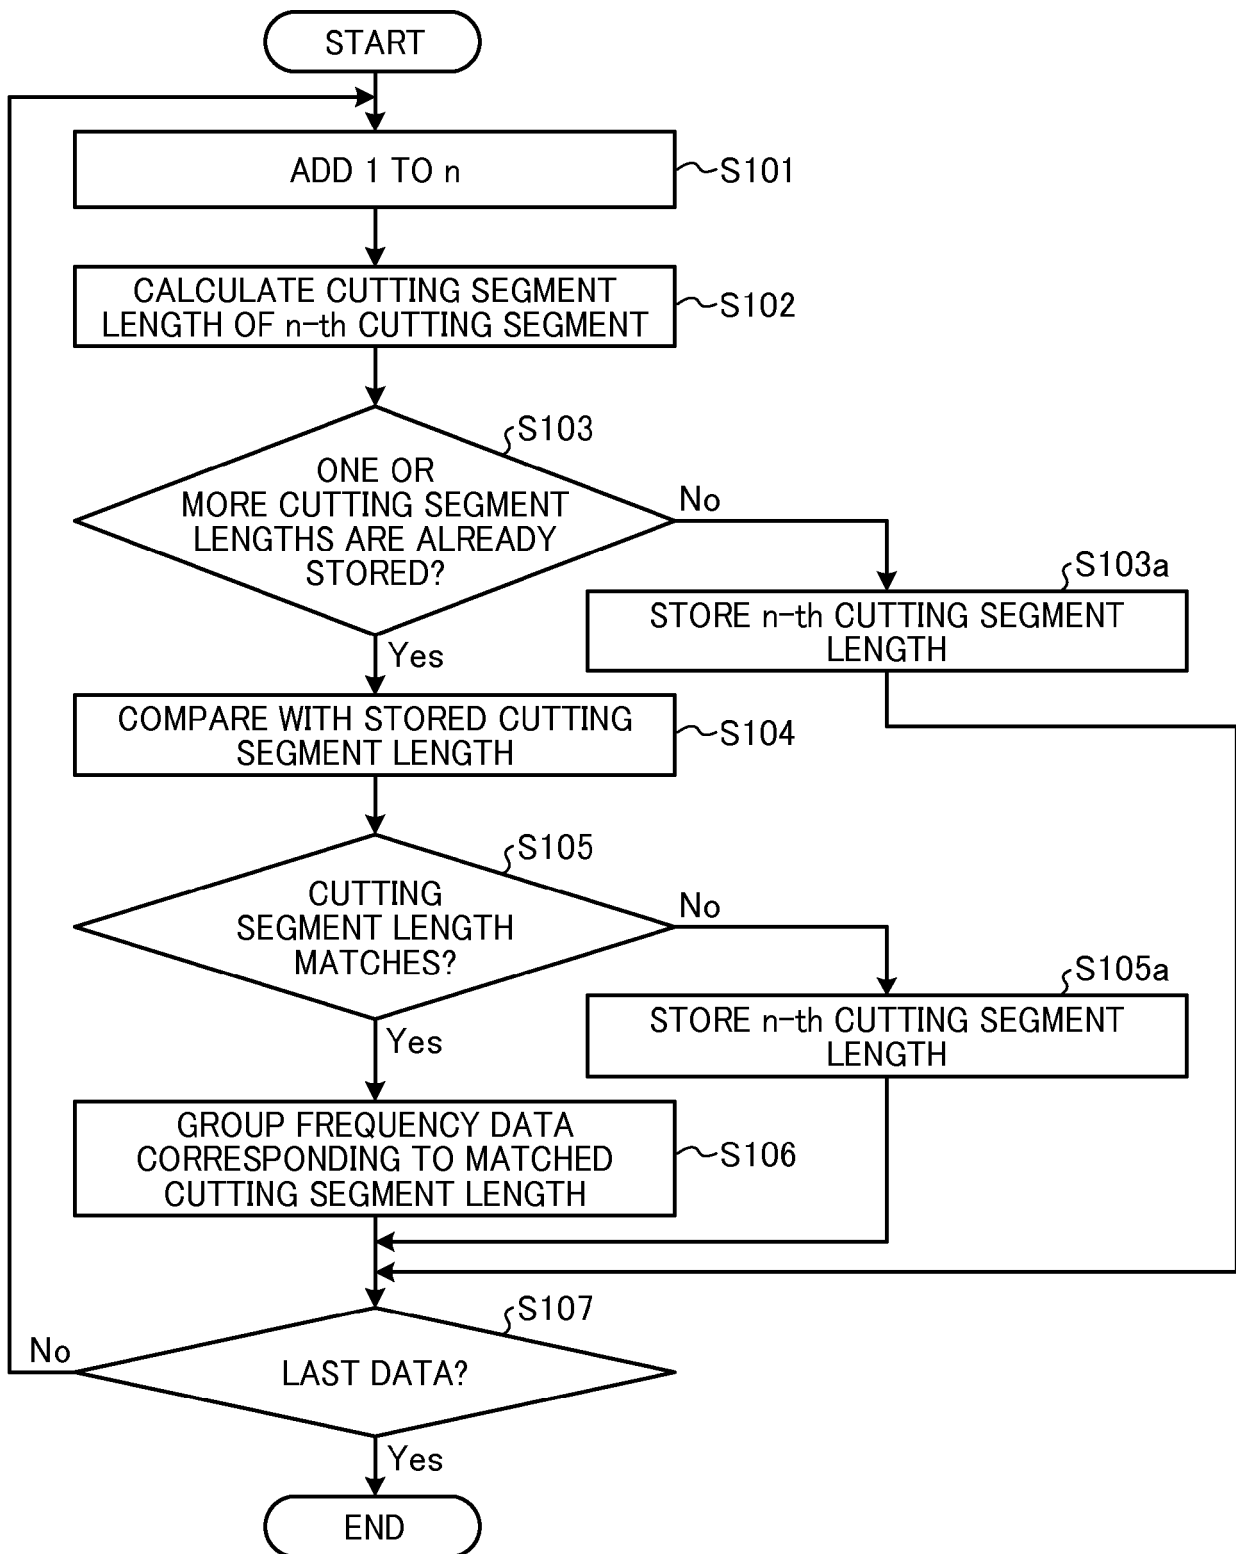 START
ADD 1 TO n
S101
CALCULATE CUTTING SEGMENT
LENGTH OF n-th CUTTING SEGMENT
S102
S103
ONE OR
MORE CUTTING SEGMENT
LENGTHS ARE ALREADY
STORED?
No
Yes
S103a
STORE n-th CUTTING SEGMENT
LENGTH
COMPARE WITH STORED CUTTING
SEGMENT LENGTH
S104
S105
CUTTING
SEGMENT LENGTH
MATCHES?
No
Yes
S105a
STORE n-th CUTTING SEGMENT
LENGTH
GROUP FREQUENCY DATA
CORRESPONDING TO MATCHED
CUTTING SEGMENT LENGTH
S106
S107
LAST DATA?
No
Yes
END